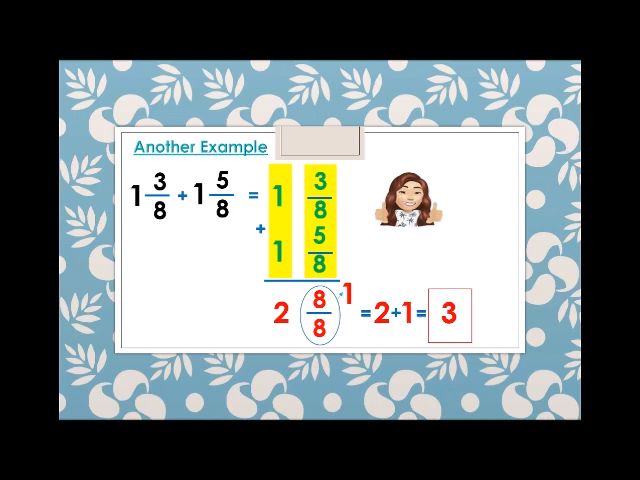 Another Example
1 3/8 + 1 5/8 = 1 3/8
+ 1 5/8
2 8/8 1 =2+1= 3